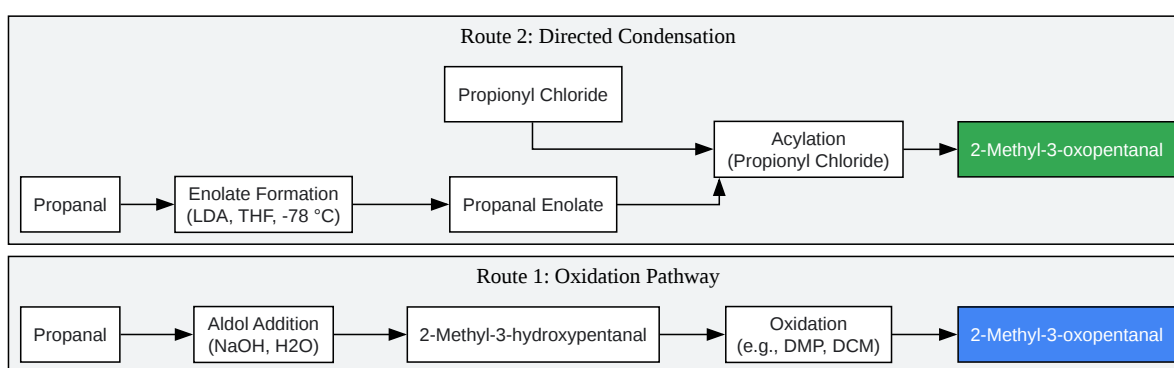 Route 2: Directed Condensation
Propionyl Chloride
Acylation
(Propionyl Chloride)
2-Methyl-3-oxopentanal
Propanal
Enolate Formation
(LDA, THF, -78 °C)
Propanal Enolate
Route 1: Oxidation Pathway
Propanal
Aldol Addition
(NaOH, H2O)
2-Methyl-3-hydroxypentanal
Oxidation
(e.g., DMP, DCM)
2-Methyl-3-oxopentanal